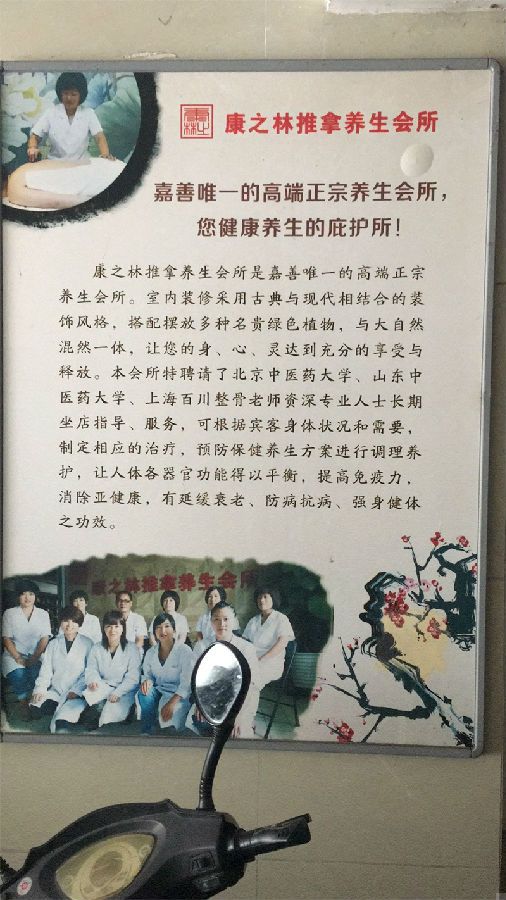 康之林推拿养生会所
嘉善唯一的高端正宗养生会所，
您健康养生的庇护所！
康之林推拿养生会所是嘉善唯一的高端正宗
养生会所。室内装修采用古典与现代相结合的装
饰风格，搭配摆放多种名贵绿色植物，与大自然
混然一体，让您的身、心、灵达到充分的享受与
释放。本会所特聘请了北京中医药大学、山东中
医药大学、上海百川整骨老师资深专业人士长期
坐店指导、服务，可根据宾客身体状况和需要，
制定相应的治疗，预防保健养生方案进行调理养
护，让人体各器官功能得以平衡，提高免疫力，
消除亚健康，有延缓衰老、防病抗病、强身健体
之功效。
康之林推拿养生会所